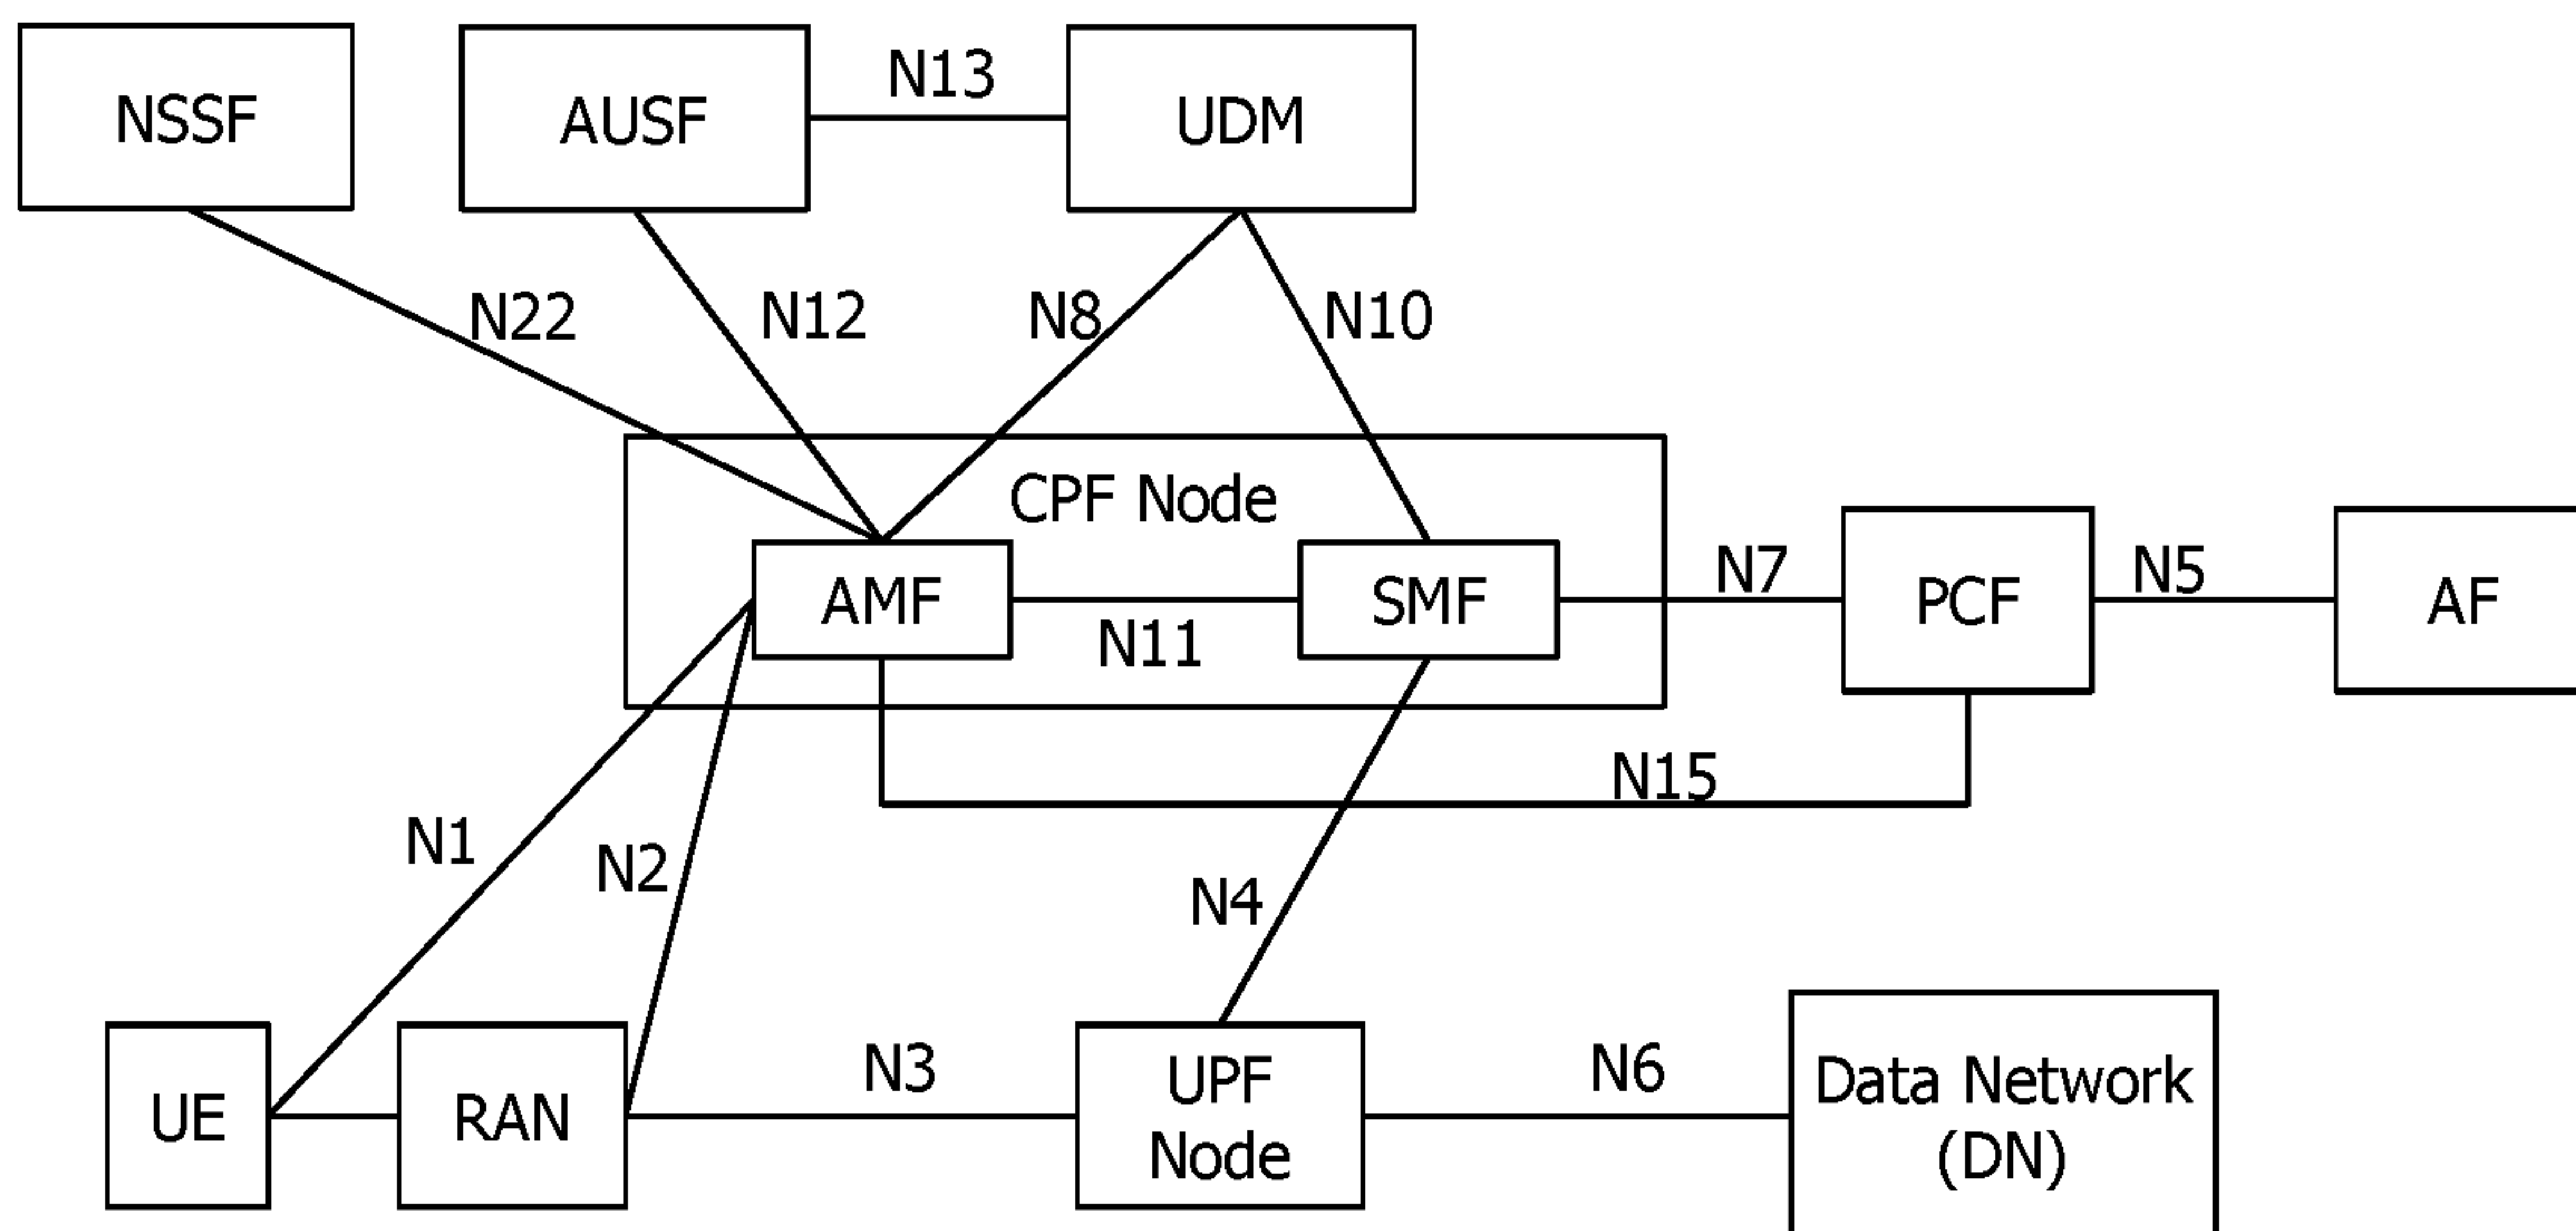 NSSF
AUSF
N13
UDM
N22
N12
N8
N10
CPF Node
AMF
N11
SMF
N7
PCF
N5
AF
N15
N1
N2
N4
UE
RAN
N3
UPF
Node
N6
Data Network
(DN)